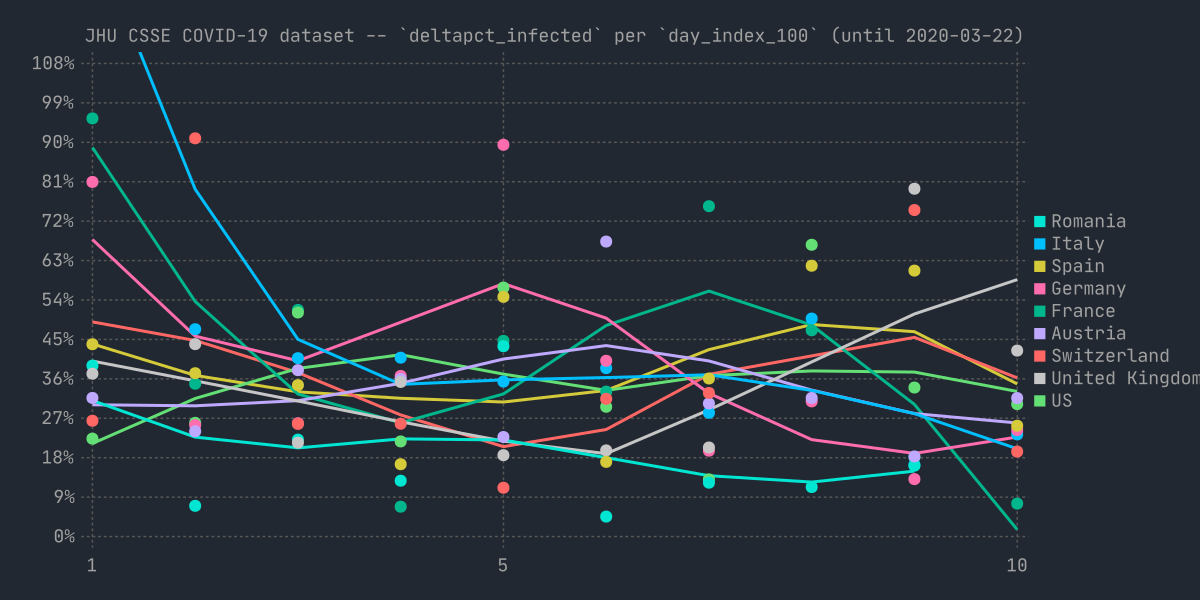 JHU CSSE COVID-19 dataset -- `deltapct_infected` per `day_index_100` (until 2020-03-22)
108%
99%
90%
81%
72%
63%
54%
45%
36%
27%
18%
9%
0%
1
5
10
Romania
Italy
Spain
Germany
France
Austria
Switzerland
United Kingdom
US